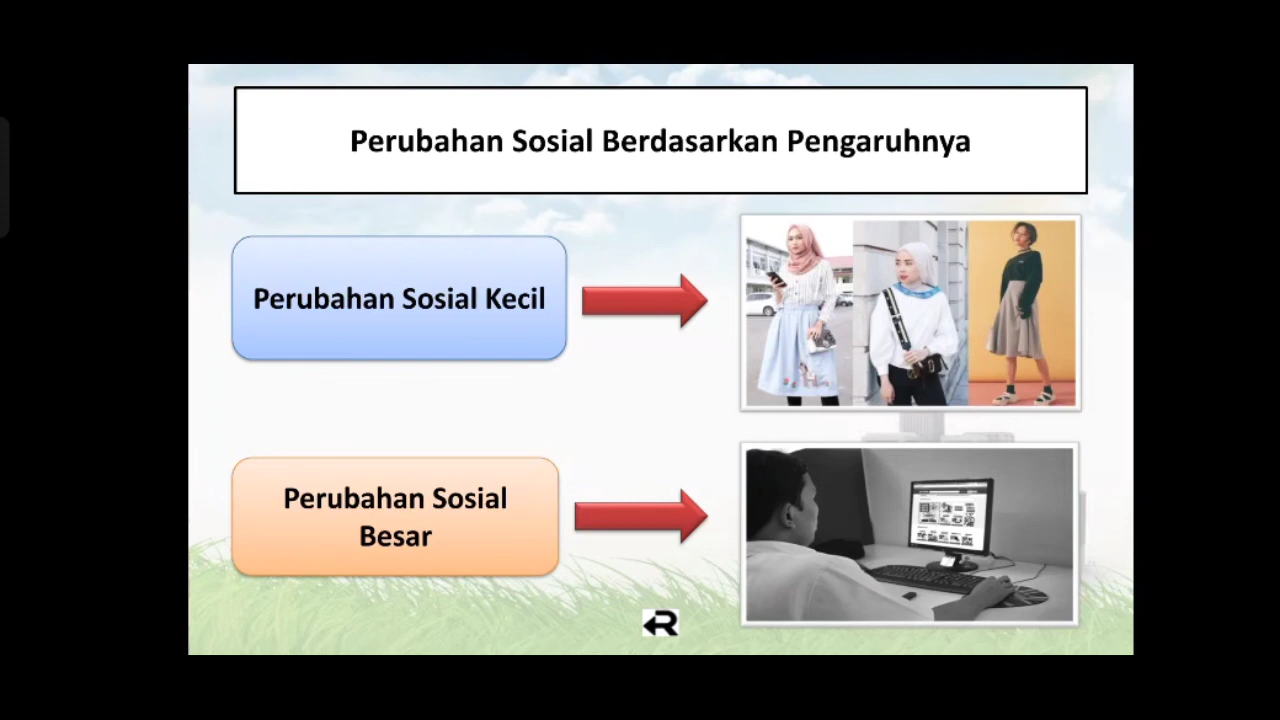 Perubahan Sosial Berdasarkan Pengaruhnya
Perubahan Sosial Kecil
Perubahan Sosial
Besar